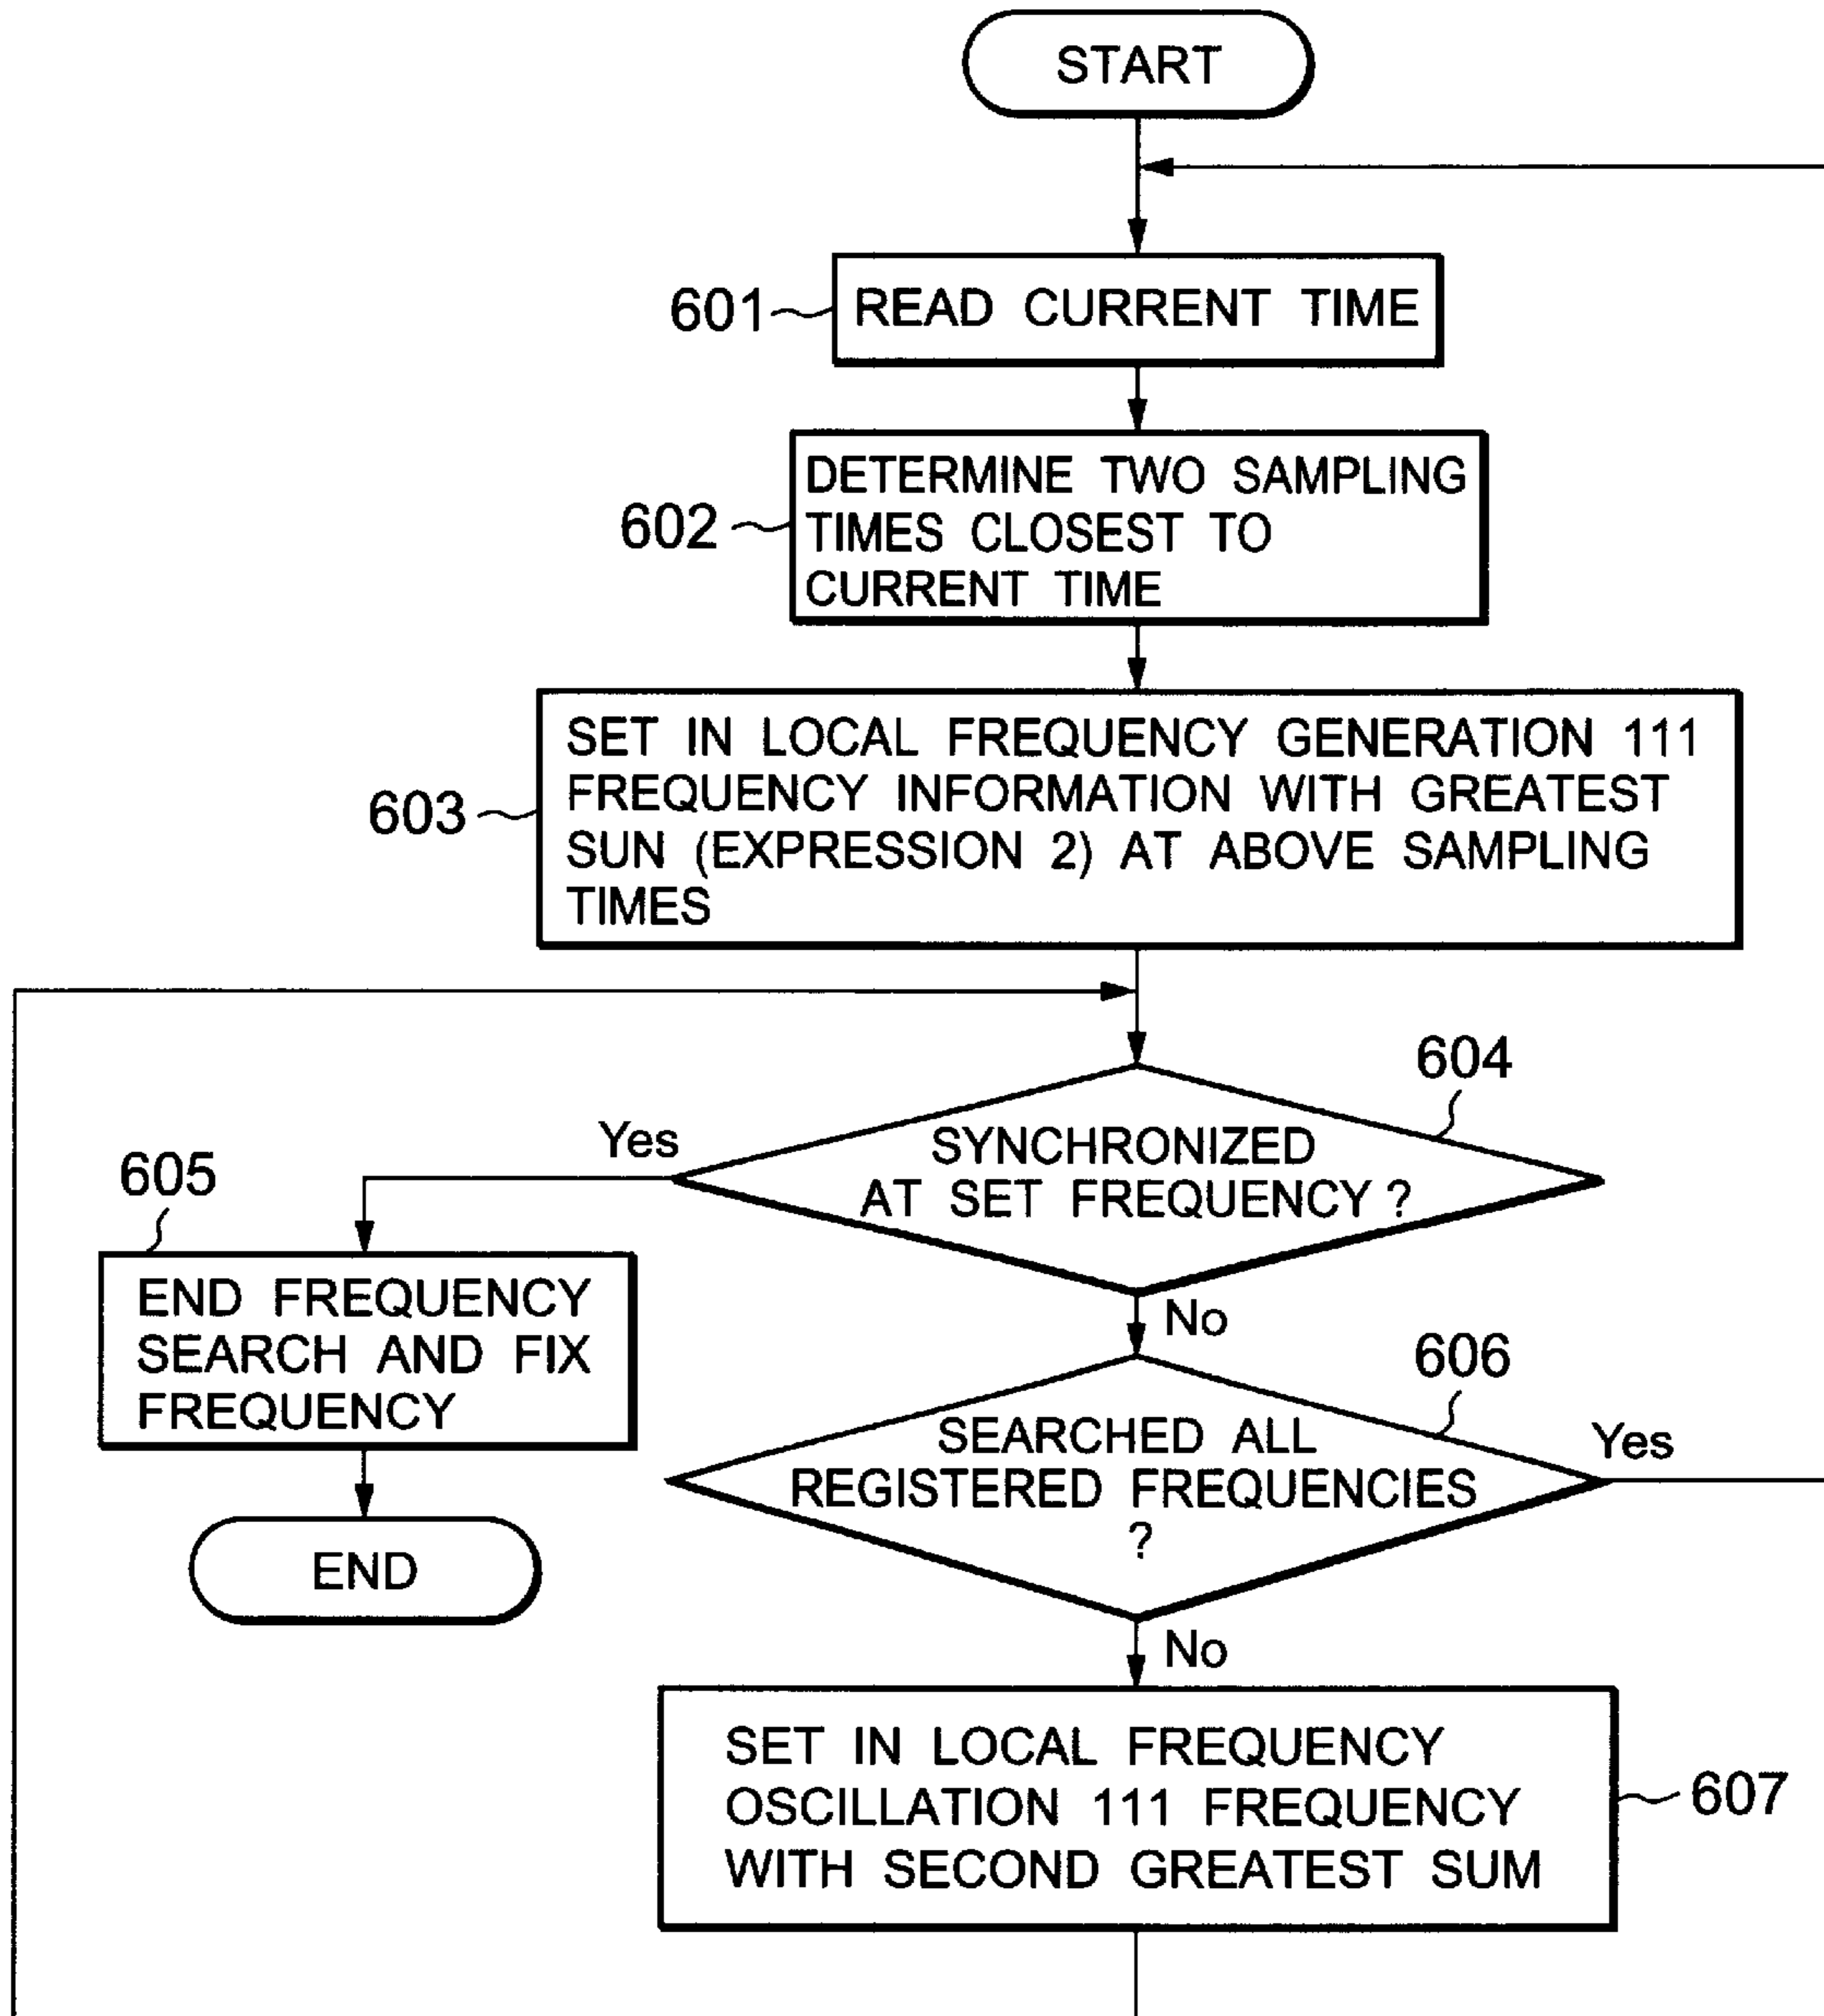 START
601
READ CURRENT TIME
602
DETERMINE TWO SAMPLING
TIMES CLOSEST TO
CURRENT TIME
603
SET IN LOCAL FREQUENCY GENERATION 111
FREQUENCY INFORMATION WITH GREATEST
SUN (EXPRESSION 2) AT ABOVE SAMPLING
TIMES
604
SYNCHRONIZED
AT SET FREQUENCY ?
Yes
No
605
END FREQUENCY
SEARCH AND FIX
FREQUENCY
END
606
SEARCHED ALL
REGISTERED FREQUENCIES
?
Yes
No
SET IN LOCAL FREQUENCY
OSCILLATION 111 FREQUENCY
WITH SECOND GREATEST SUM
607